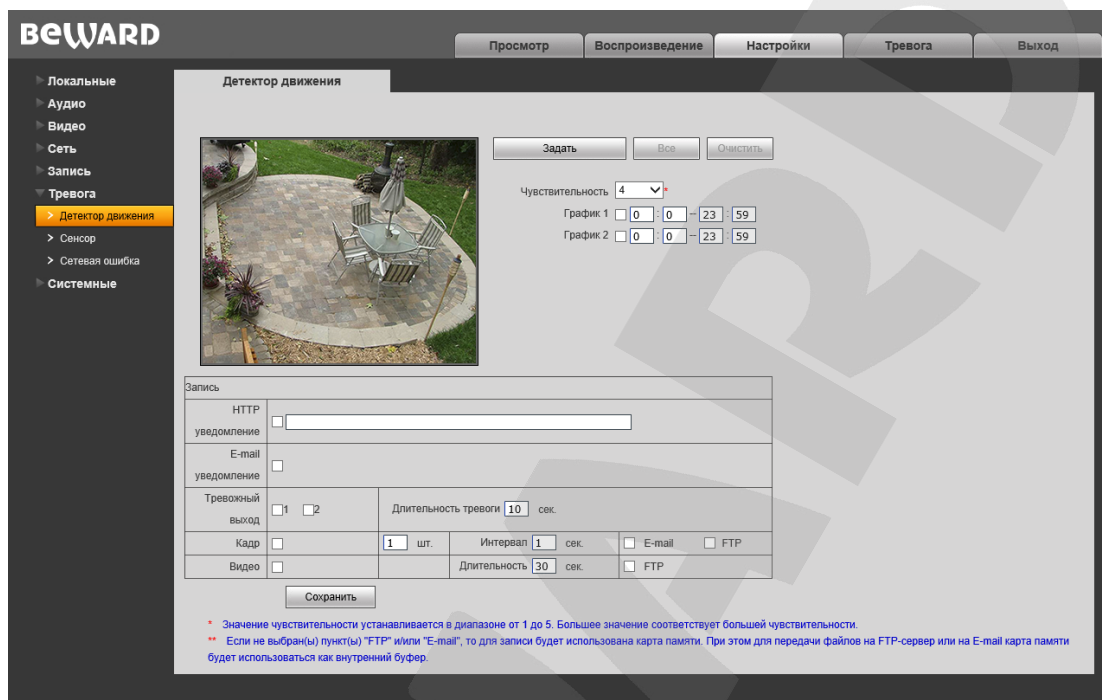 BEWARD
Просмотр Воспроизведение Настройки Тревога Выход
Локальные
Аудио
Видео
Сеть
Запись
Тревога
Детектор движения
Сенсор
Сетевая ошибка
Системные
Детектор движения
Задать Все Очистить
Чувствительность 4 *
График 1 0 : 0 -- 23 : 59
График 2 0 : 0 -- 23 : 59
Запись
HTTP
уведомление
E-mail
уведомление
Тревожный
выход
1 2 Длительность тревоги 10 сек.
Кадр 1 шт. Интервал 1 сек. E-mail FTP
Видео Длительность 30 сек. FTP
Сохранить
* Значение чувствительности устанавливается в диапазоне от 1 до 5. Большее значение соответствует большей чувствительности.
** Если не выбран(ы) пункт(ы) "FTP" и/или "E-mail", то для записи будет использована карта памяти. При этом для передачи файлов на FTP-сервер или на E-mail карта памяти
будет использоваться как внутренний буфер.